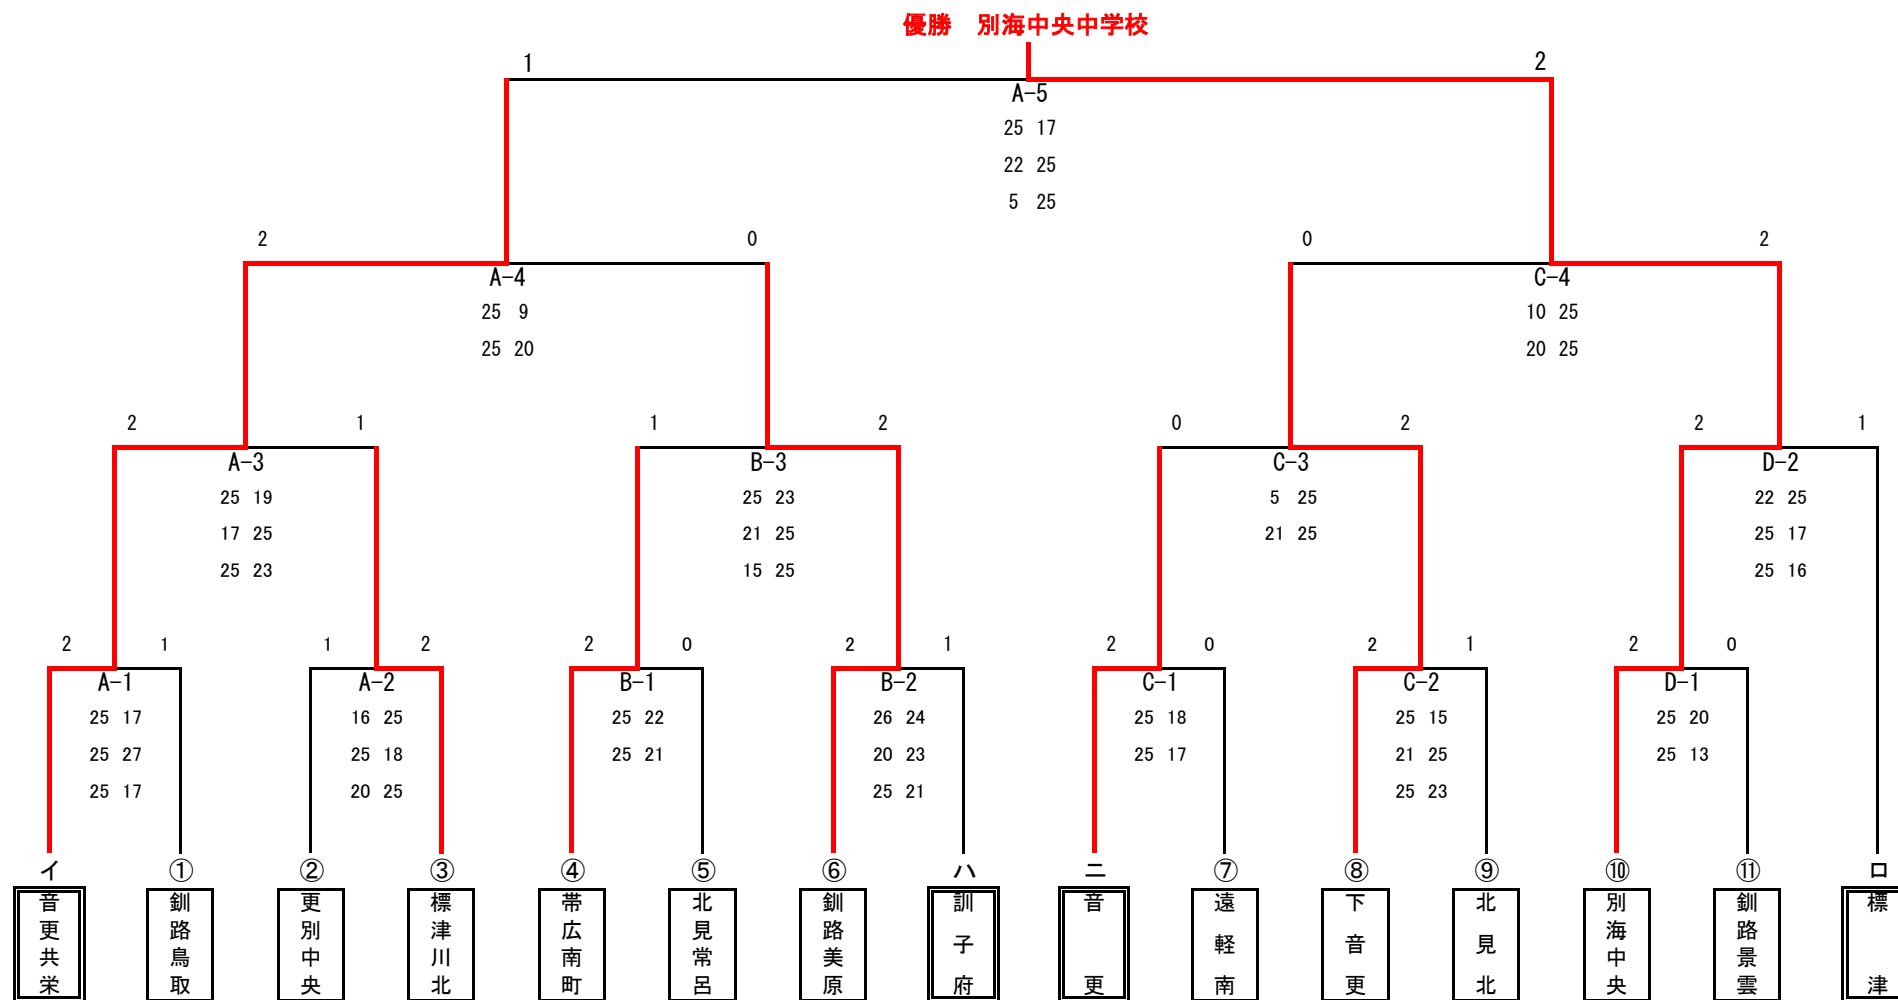 優勝　別海中央中学校
1 2
A-5
25 17
22 25
5 25
2 0 0 2
A-4 C-4
25 9 10 25
25 20 20 25
2 1 1 2 0 2 2 1
A-3 B-3 C-3 D-2
25 19 25 23 5 25 22 25
17 25 21 25 21 25 25 17
25 23 15 25 25 16
2 1 1 2 2 0 2 1 2 0 2 1 2 0
A-1 A-2 B-1 B-2 C-1 C-2 D-1
25 17 16 25 25 22 26 24 25 18 25 15 25 20
25 27 25 18 25 21 20 23 25 17 21 25 25 13
25 17 20 25 25 21 25 23
イ ① ② ③ ④ ⑤ ⑥ ハ ニ ⑦ ⑧ ⑨ ⑩ ⑪ ロ
音更共栄
釧路鳥取
更別中央
標津川北
帯広南町
北見常呂
釧路美原
訓子府
音更
遠軽南
下音更
北見北
別海中央
釧路景雲
標津